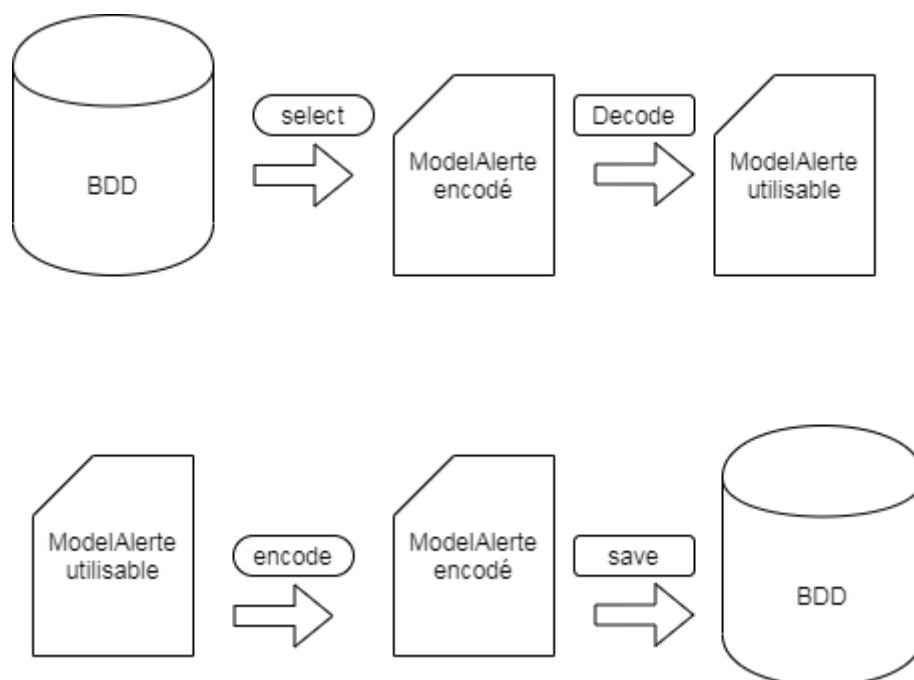 BDD
select
ModelAlerte
encodé
Decode
ModelAlerte
utilisable
ModelAlerte
utilisable
encode
ModelAlerte
encodé
save
BDD